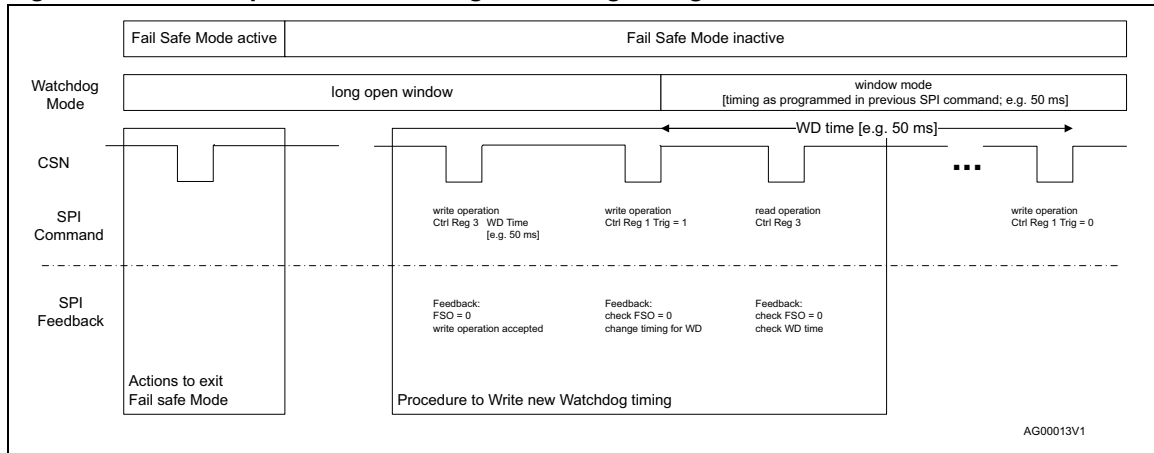 Fail Safe Mode active
Fail Safe Mode inactive
Watchdog
Mode
long open window
window mode
[timing as programmed in previous SPI command; e.g. 50 ms]
WD time [e.g. 50 ms]
CSN
...
SPI
Command
write operation
Ctrl Reg 3 WD Time
[e.g. 50 ms]
write operation
Ctrl Reg 1 Trig = 1
read operation
Ctrl Reg 3
write operation
Ctrl Reg 1 Trig = 0
SPI
Feedback
Feedback:
FSO = 0
write operation accepted
Feedback:
check FSO = 0
change timing for WD
Feedback:
check FSO = 0
check WD time
Actions to exit
Fail safe Mode
Procedure to Write new Watchdog timing
AG00013V1